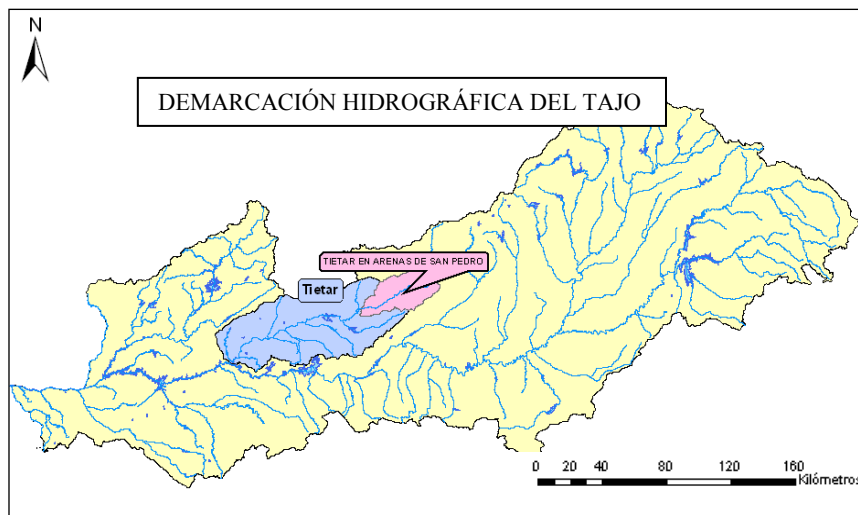 N
DEMARCACIÓN HIDROGRÁFICA DEL TAJO
TIETAR EN ARENAS DE SAN PEDRO
Tietar
0 20 40 80 120 160
Kilómetros